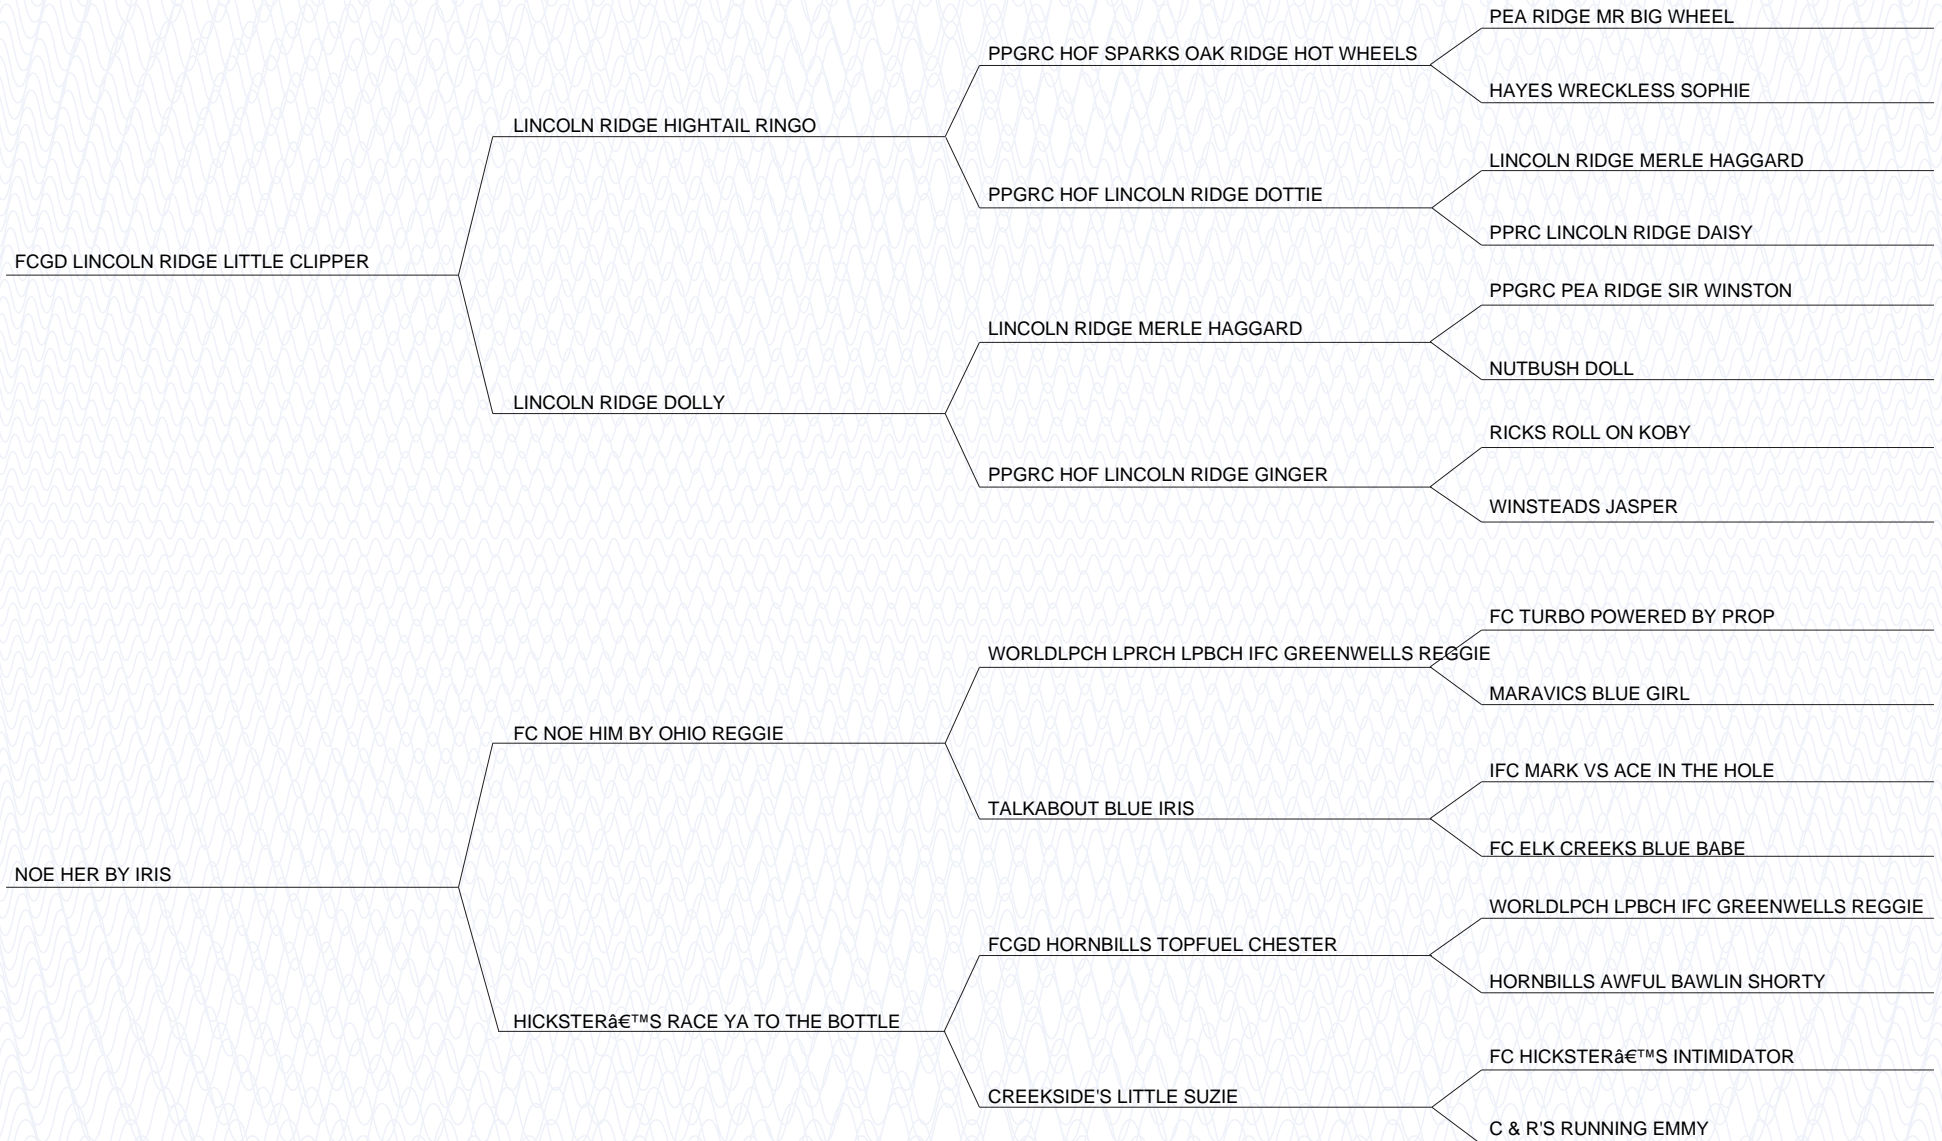 PEA RIDGE MR BIG WHEEL
PPGRC HOF SPARKS OAK RIDGE HOT WHEELS
HAYES WRECKLESS SOPHIE
LINCOLN RIDGE HIGHTAIL RINGO
LINCOLN RIDGE MERLE HAGGARD
PPGRC HOF LINCOLN RIDGE DOTTIE
PPRC LINCOLN RIDGE DAISY
FCGD LINCOLN RIDGE LITTLE CLIPPER
PPGRC PEA RIDGE SIR WINSTON
LINCOLN RIDGE MERLE HAGGARD
NUTBUSH DOLL
LINCOLN RIDGE DOLLY
RICKS ROLL ON KOBY
PPGRC HOF LINCOLN RIDGE GINGER
WINSTEADS JASPER
FC TURBO POWERED BY PROP
WORLDLPCH LPRCH LPBCH IFC GREENWELLS REGGIE
MARAVICS BLUE GIRL
FC NOE HIM BY OHIO REGGIE
IFC MARK VS ACE IN THE HOLE
TALKABOUT BLUE IRIS
FC ELK CREEKS BLUE BABE
NOE HER BY IRIS
WORLDLPCH LPBCH IFC GREENWELLS REGGIE
FCGD HORNBILLS TOPFUEL CHESTER
HORNBILLS AWFUL BAWLIN SHORTY
HICKSTER’S RACE YA TO THE BOTTLE
FC HICKSTER’S INTIMIDATOR
CREEKSIDE'S LITTLE SUZIE
C & R'S RUNNING EMMY